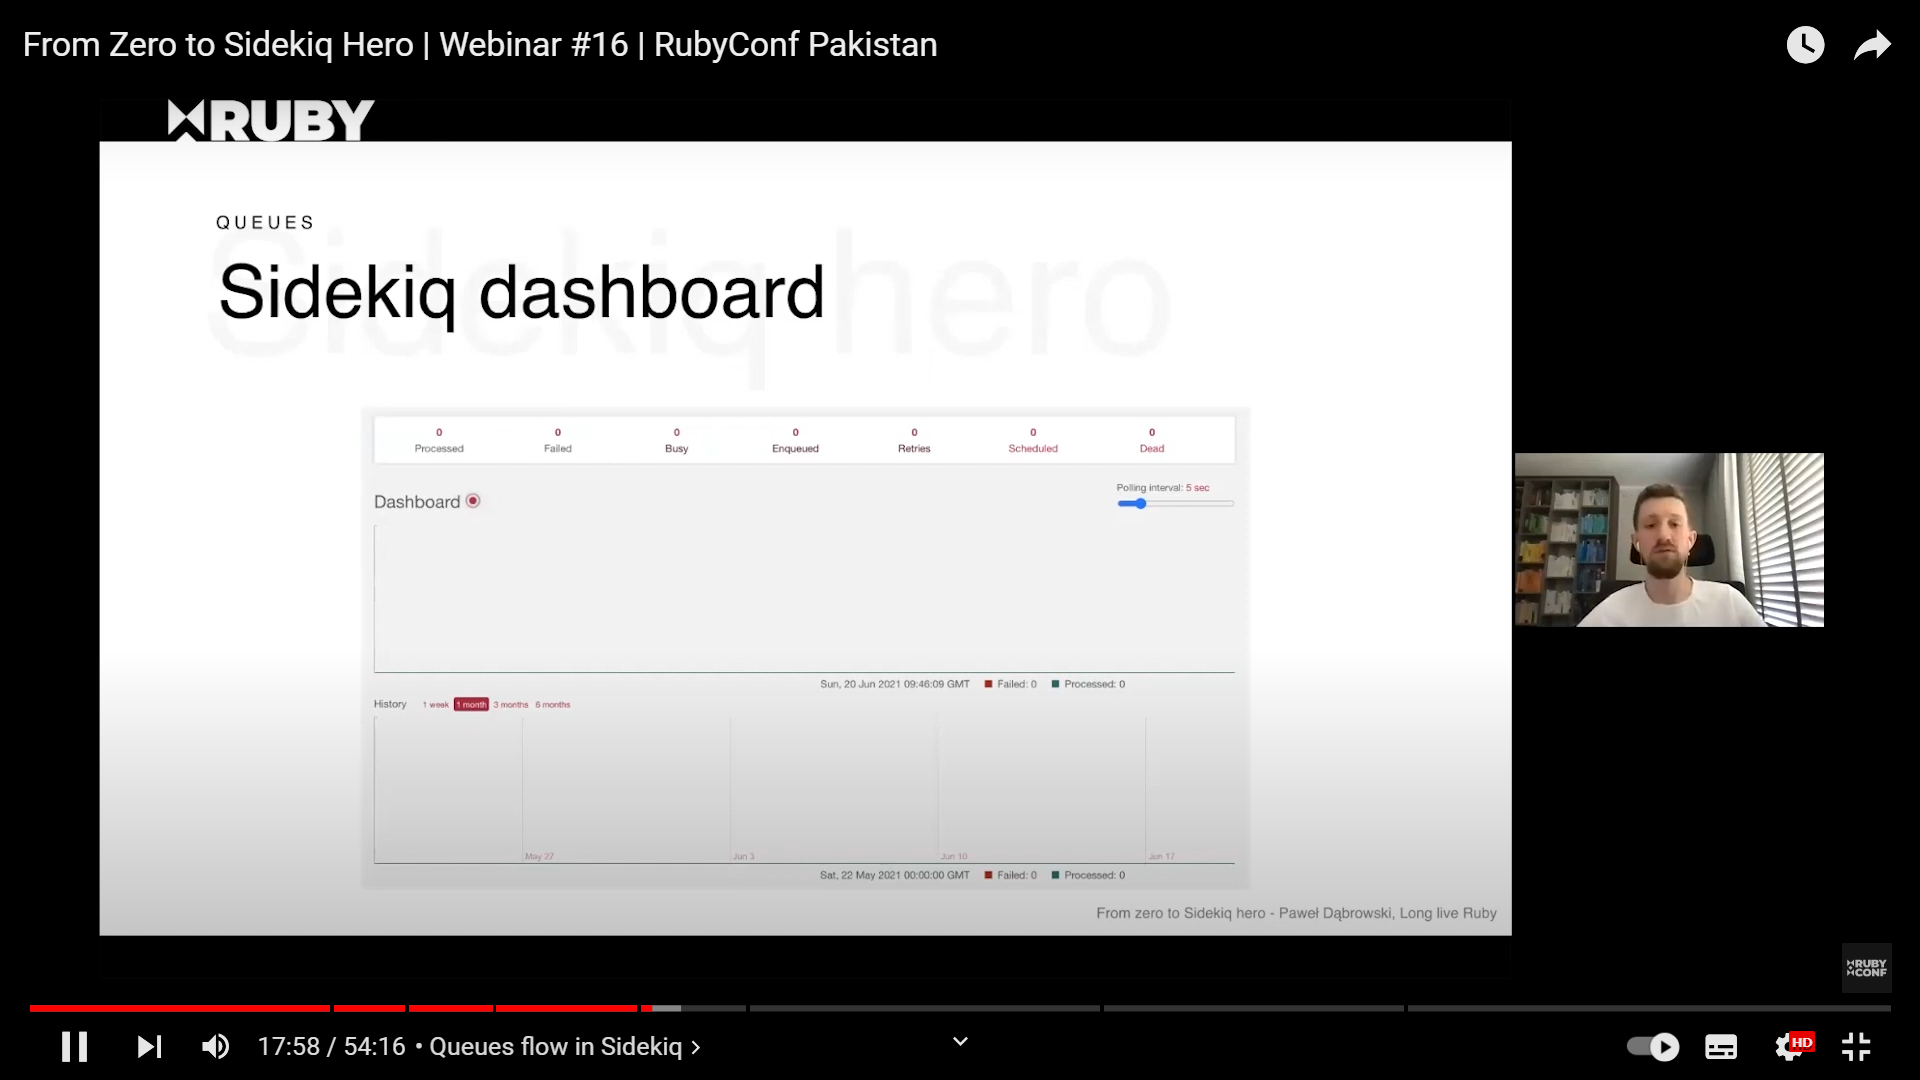 From Zero to Sidekiq Hero | Webinar #16 | RubyConf Pakistan
RUBY
QUEUES
Sidekiq hero
Sidekiq dashboard
0 0 0 0 0 0 0
Processed Failed Busy Enqueued Retries Scheduled Dead
Polling interval: 5 sec
Dashboard
Sun, 20 Jun 2021 09:46:09 GMT Failed: 0 Processed: 0
History 1 week 1 month 3 months 6 months
May 27 Jun 3 Jun 10 Jun 17
Sat, 22 May 2021 00:00:00 GMT Failed: 0 Processed: 0
From zero to Sidekiq hero - Paweł Dąbrowski, Long live Ruby
RUBY
CONF
17:58 / 54:16 • Queues flow in Sidekiq
HD